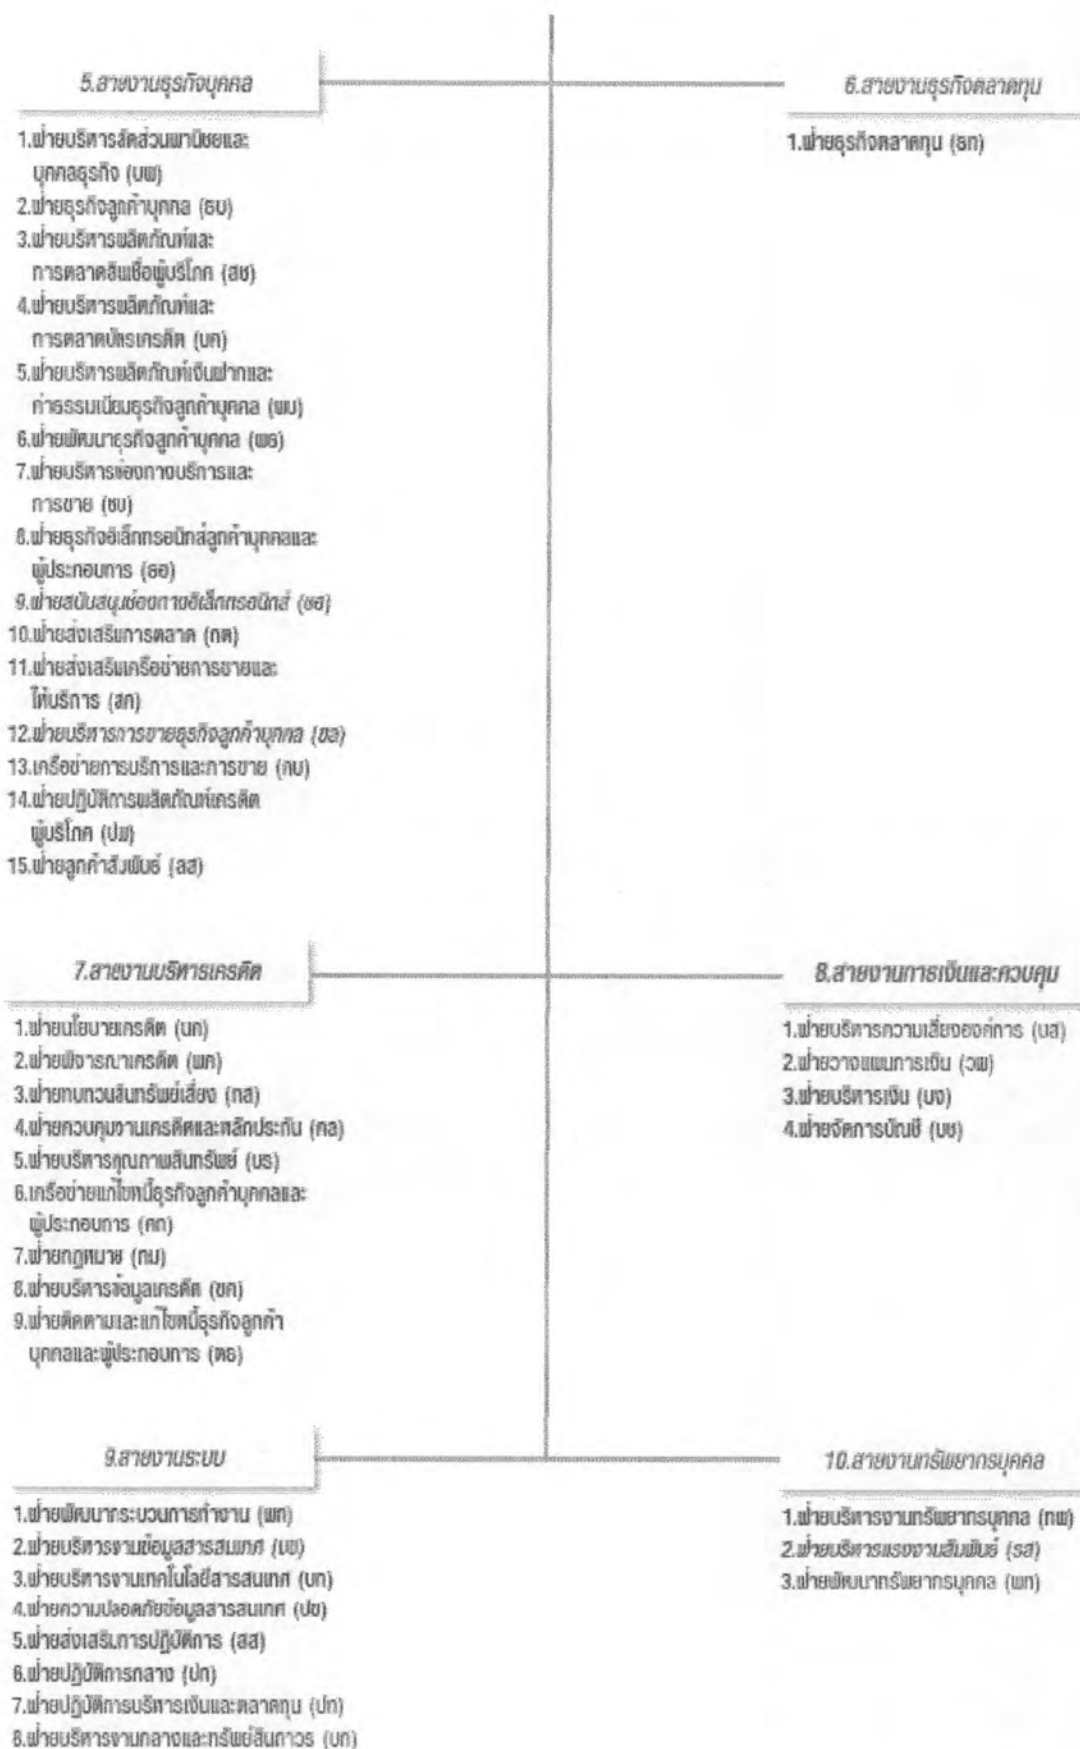 5.สายงานธุรกิจบุคคล
1.ฝ่ายบริหารสัดส่วนพาณิชยและ
บุคคลธุรกิจ (บพ)
2.ฝ่ายธุรกิจลูกค้าบุคคล (ธบ)
3.ฝ่ายบริหารผลิตภัณฑ์และ
การตลาดสินเชื่อผู้บริโภค (สช)
4.ฝ่ายบริหารผลิตภัณฑ์และ
การตลาดบัตรเครดิต (บค)
5.ฝ่ายบริหารผลิตภัณฑ์เงินฝากและ
ค่าธรรมเนียมธุรกิจลูกค้าบุคคล (ผบ)
6.ฝ่ายพัฒนาธุรกิจลูกค้าบุคคล (พธ)
7.ฝ่ายบริหารช่องทางบริการและ
การขาย (ชบ)
8.ฝ่ายธุรกิจอิเล็กทรอนิกส์ลูกค้าบุคคลและ
ผู้ประกอบการ (ธอ)
9.ฝ่ายสนับสนุนช่องทางอิเล็กทรอนิกส์ (ชอ)
10.ฝ่ายส่งเสริมการตลาด (กต)
11.ฝ่ายส่งเสริมเครือข่ายการขายและ
ให้บริการ (สค)
12.ฝ่ายบริหารการขายธุรกิจลูกค้าบุคคล (ขล)
13.เครือข่ายการบริการและการขาย (คบ)
14.ฝ่ายปฏิบัติการผลิตภัณฑ์เครดิต
ผู้บริโภค (ปผ)
15.ฝ่ายลูกค้าสัมพันธ์ (ลส)
6.สายงานธุรกิจตลาดทุน
1.ฝ่ายธุรกิจตลาดทุน (ธท)
7.สายงานบริหารเครดิต
1.ฝ่ายนโยบายเครดิต (นค)
2.ฝ่ายพิจารณาเครดิต (พค)
3.ฝ่ายทบทวนสินทรัพย์เสี่ยง (ทส)
4.ฝ่ายควบคุมงานเครดิตและหลักประกัน (คล)
5.ฝ่ายบริหารคุณภาพสินทรัพย์ (บร)
6.เครือข่ายแก้ไขหนี้ธุรกิจลูกค้าบุคคลและ
ผู้ประกอบการ (คก)
7.ฝ่ายกฎหมาย (กม)
8.ฝ่ายบริหารข้อมูลเครดิต (ขค)
9.ฝ่ายติดตามและแก้ไขหนี้ธุรกิจลูกค้า
บุคคลและผู้ประกอบการ (ตธ)
8.สายงานการเงินและควบคุม
1.ฝ่ายบริหารความเสี่ยงองค์การ (บส)
2.ฝ่ายวางแผนการเงิน (วผ)
3.ฝ่ายบริหารเงิน (บง)
4.ฝ่ายจัดการบัญชี (บช)
9.สายงานระบบ
1.ฝ่ายพัฒนากระบวนการทำงาน (พก)
2.ฝ่ายบริหารงานข้อมูลสารสนเทศ (บข)
3.ฝ่ายบริหารงานเทคโนโลยีสารสนเทศ (บท)
4.ฝ่ายความปลอดภัยข้อมูลสารสนเทศ (ปข)
5.ฝ่ายส่งเสริมการปฏิบัติการ (สส)
6.ฝ่ายปฏิบัติการกลาง (ปก)
7.ฝ่ายปฏิบัติการบริหารเงินและตลาดทุน (ปท)
8.ฝ่ายบริหารงานกลางและทรัพย์สินถาวร (บก)
10.สายงานทรัพยากรบุคคล
1.ฝ่ายบริหารงานทรัพยากรบุคคล (ทพ)
2.ฝ่ายบริหารแรงงานสัมพันธ์ (รส)
3.ฝ่ายพัฒนาทรัพยากรบุคคล (พท)